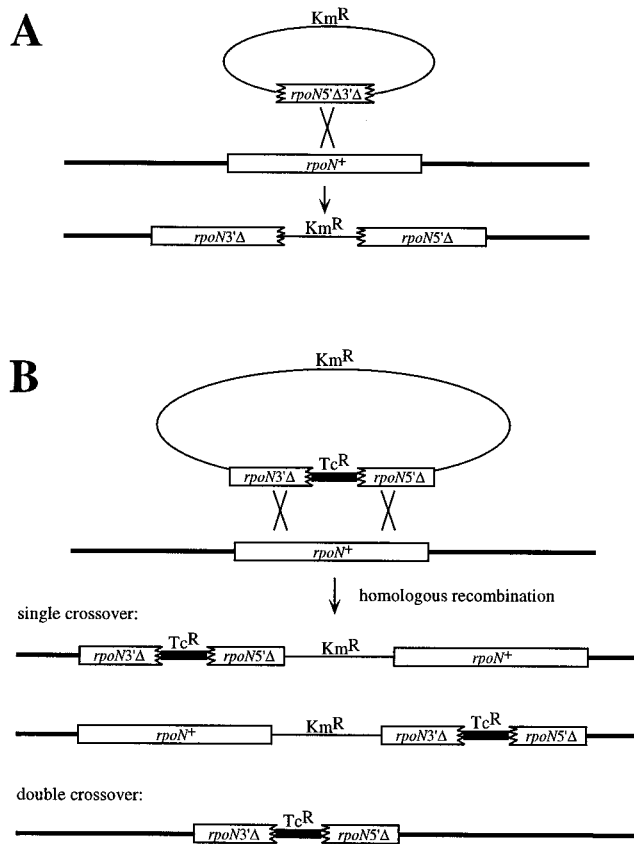 A
KmR
rpoN5'Δ3'Δ
rpoN+
KmR
rpoN3'Δ rpoN5'Δ
B
KmR
TcR
rpoN3'Δ rpoN5'Δ
rpoN+
homologous recombination
single crossover:
TcR KmR
rpoN3'Δ rpoN5'Δ rpoN+
KmR TcR
rpoN+ rpoN3'Δ rpoN5'Δ
double crossover:
TcR
rpoN3'Δ rpoN5'Δ